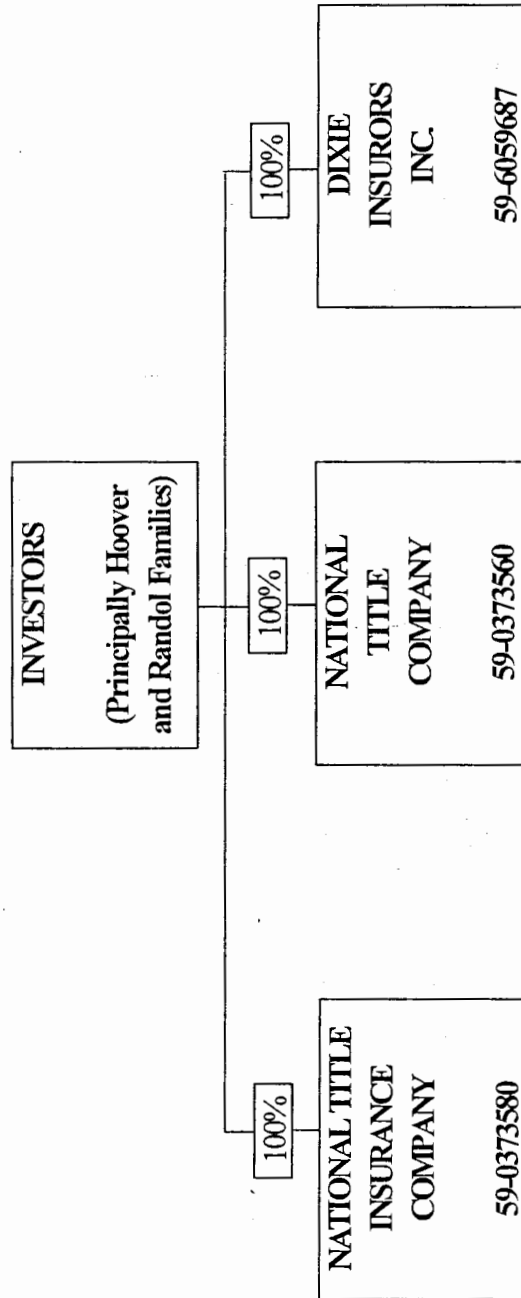 INVESTORS
(Principally Hoover
and Randol Families)
100%
100%
100%
NATIONAL TITLE
INSURANCE
COMPANY
59-0373580
NATIONAL
TITLE
COMPANY
59-0373560
DIXIE
INSURORS
INC.
59-6059687